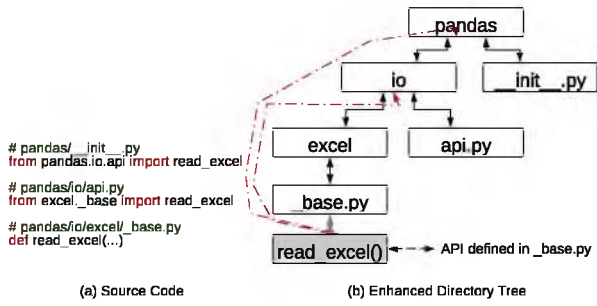 pandas
io
__init__.py
excel
api.py
_base.py
read_excel()
API defined in _base.py
# pandas/__init__.py
from pandas.io.api import read_excel
# pandas/io/api.py
from excel._base import read_excel
# pandas/io/excel/_base.py
def read_excel(...)
(a) Source Code
(b) Enhanced Directory Tree